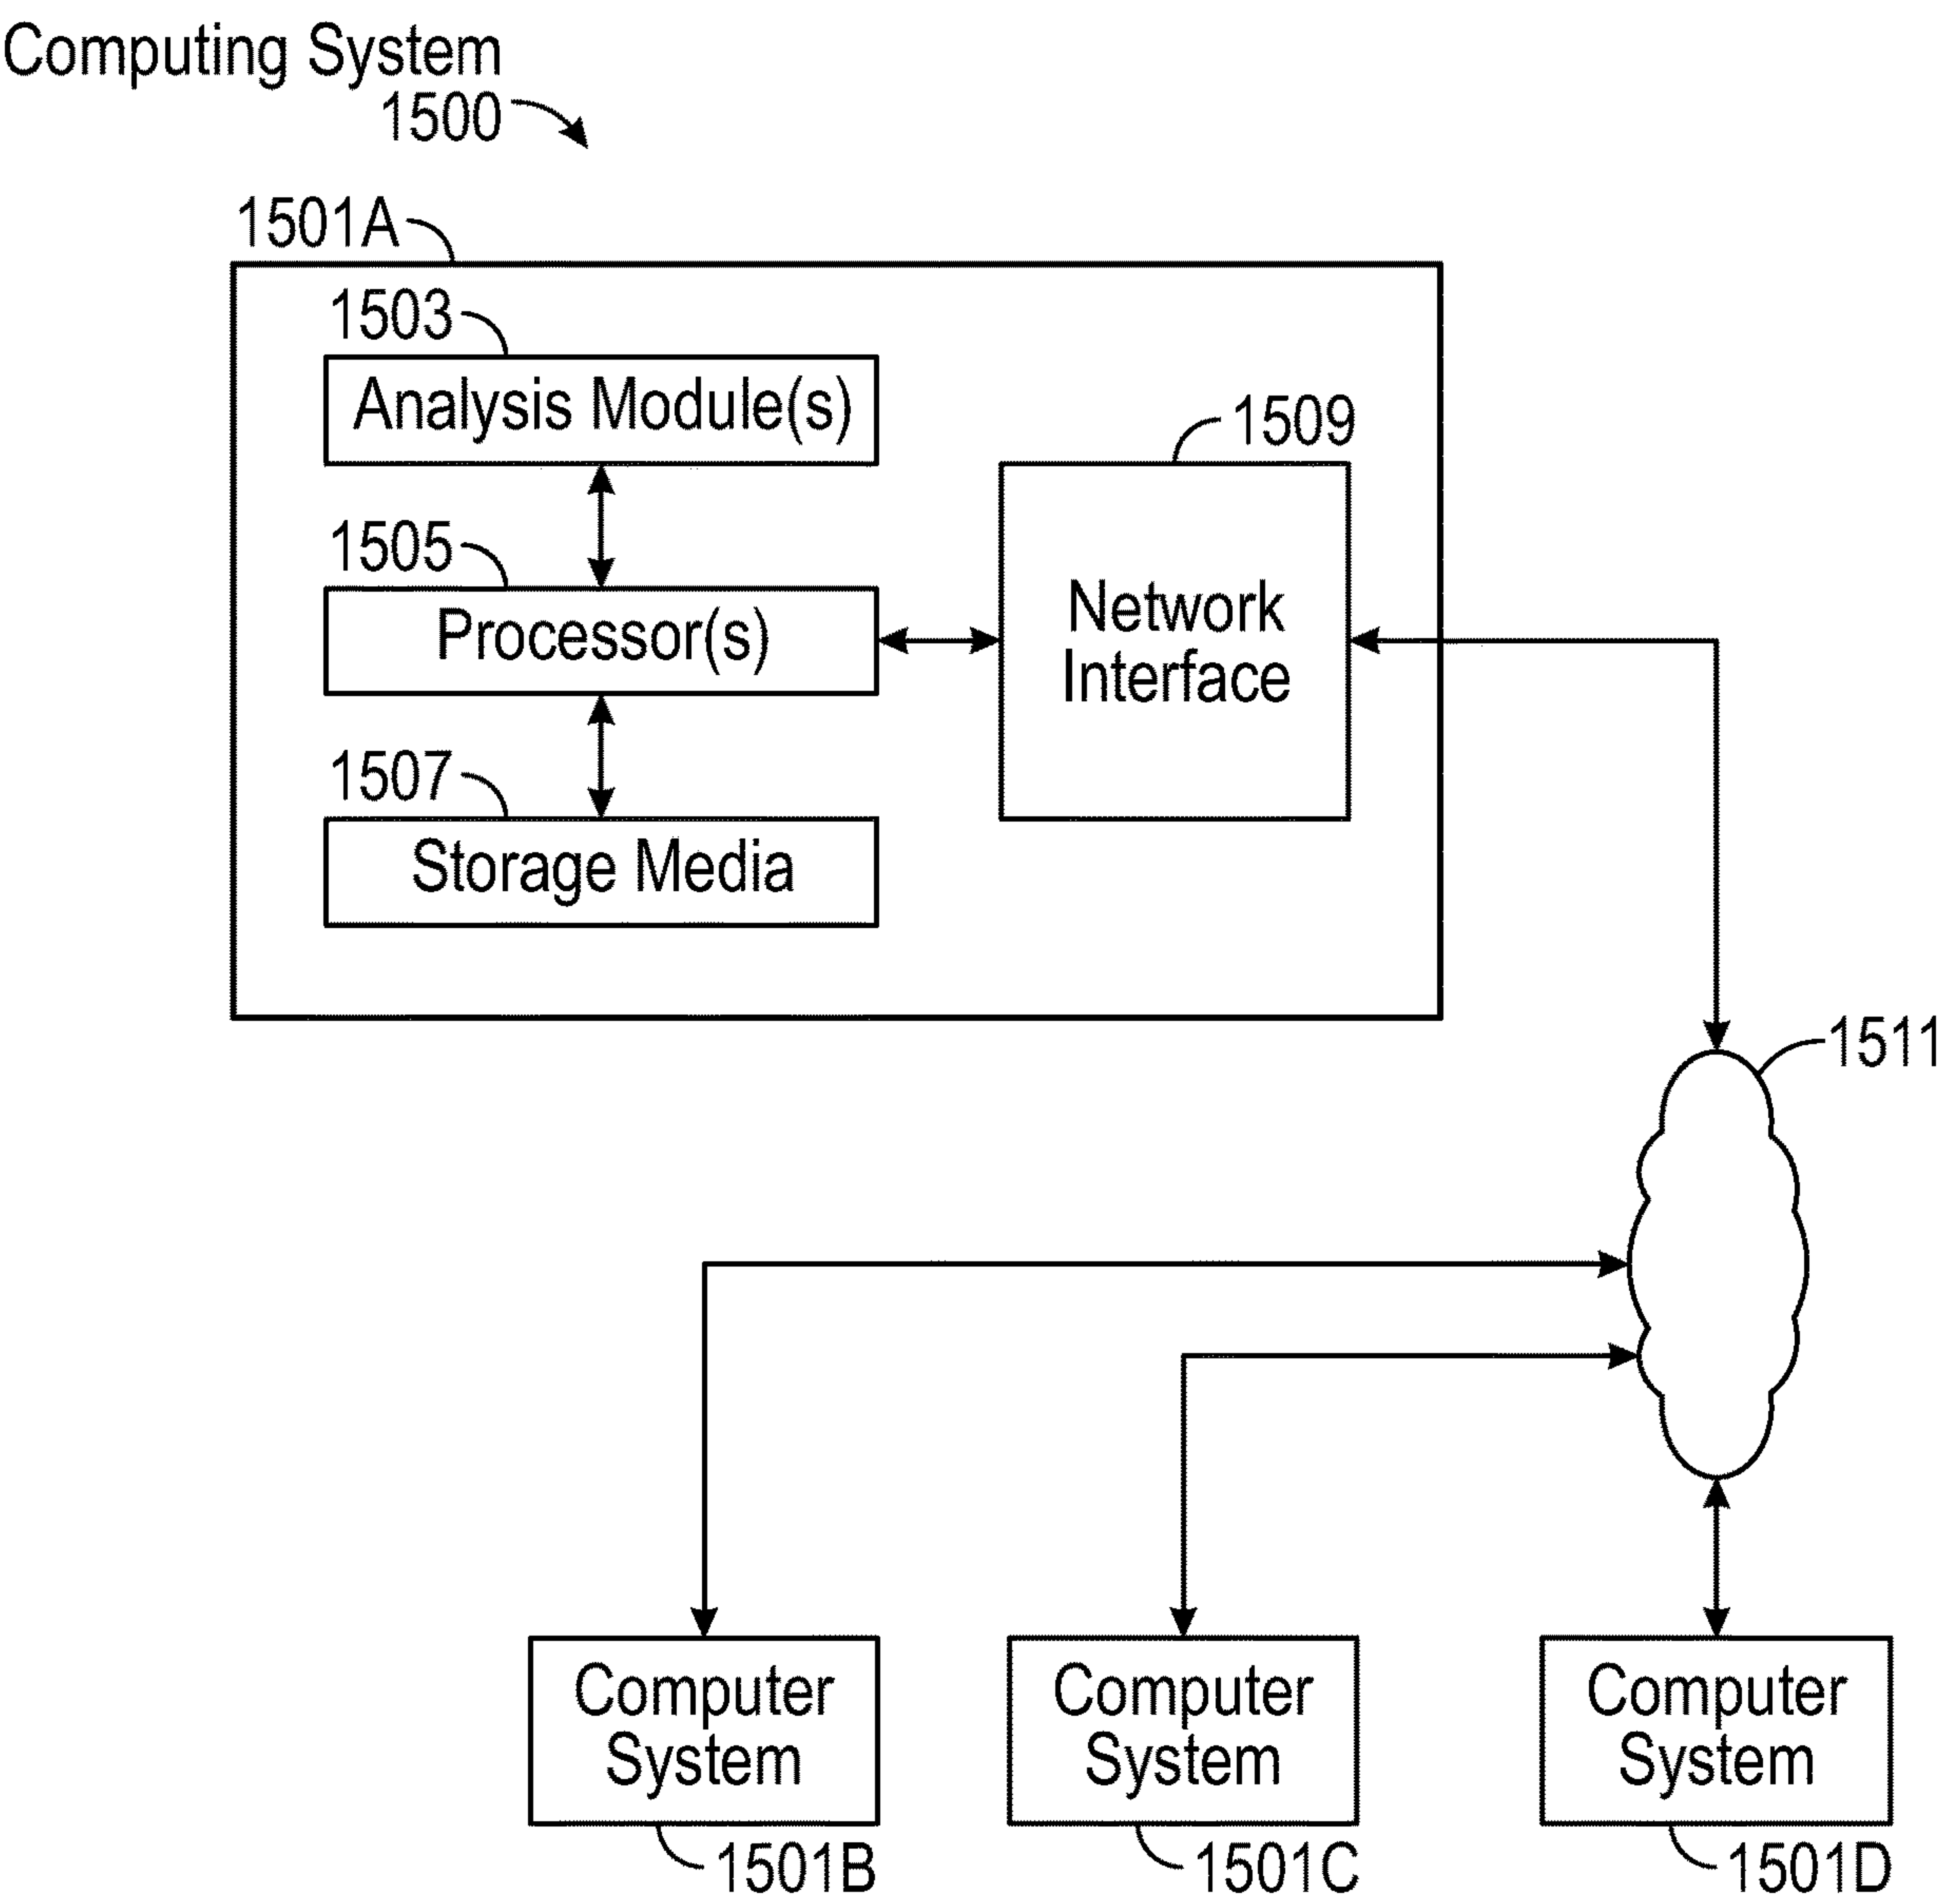 Computing System
1500
1501A
1503
Analysis Module(s)
1509
1505
Processor(s)
Network
Interface
1507
Storage Media
1511
Computer
System
1501B
Computer
System
1501C
Computer
System
1501D